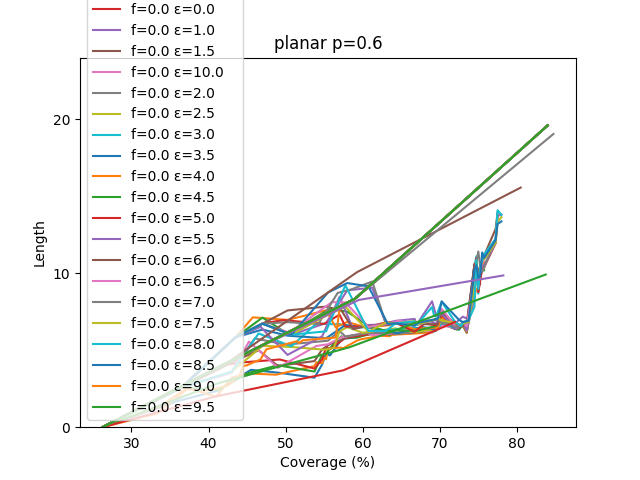 f=0.0 ε=0.0
f=0.0 ε=1.0
planar p=0.6
f=0.0 ε=1.5
f=0.0 ε=10.0
f=0.0 ε=2.0
f=0.0 ε=2.5
f=0.0 ε=3.0
f=0.0 ε=3.5
f=0.0 ε=4.0
f=0.0 ε=4.5
f=0.0 ε=5.0
f=0.0 ε=5.5
f=0.0 ε=6.0
f=0.0 ε=6.5
f=0.0 ε=7.0
f=0.0 ε=7.5
f=0.0 ε=8.0
f=0.0 ε=8.5
f=0.0 ε=9.0
f=0.0 ε=9.5
20
10
0
Length
30 40 50 60 70 80
Coverage (%)